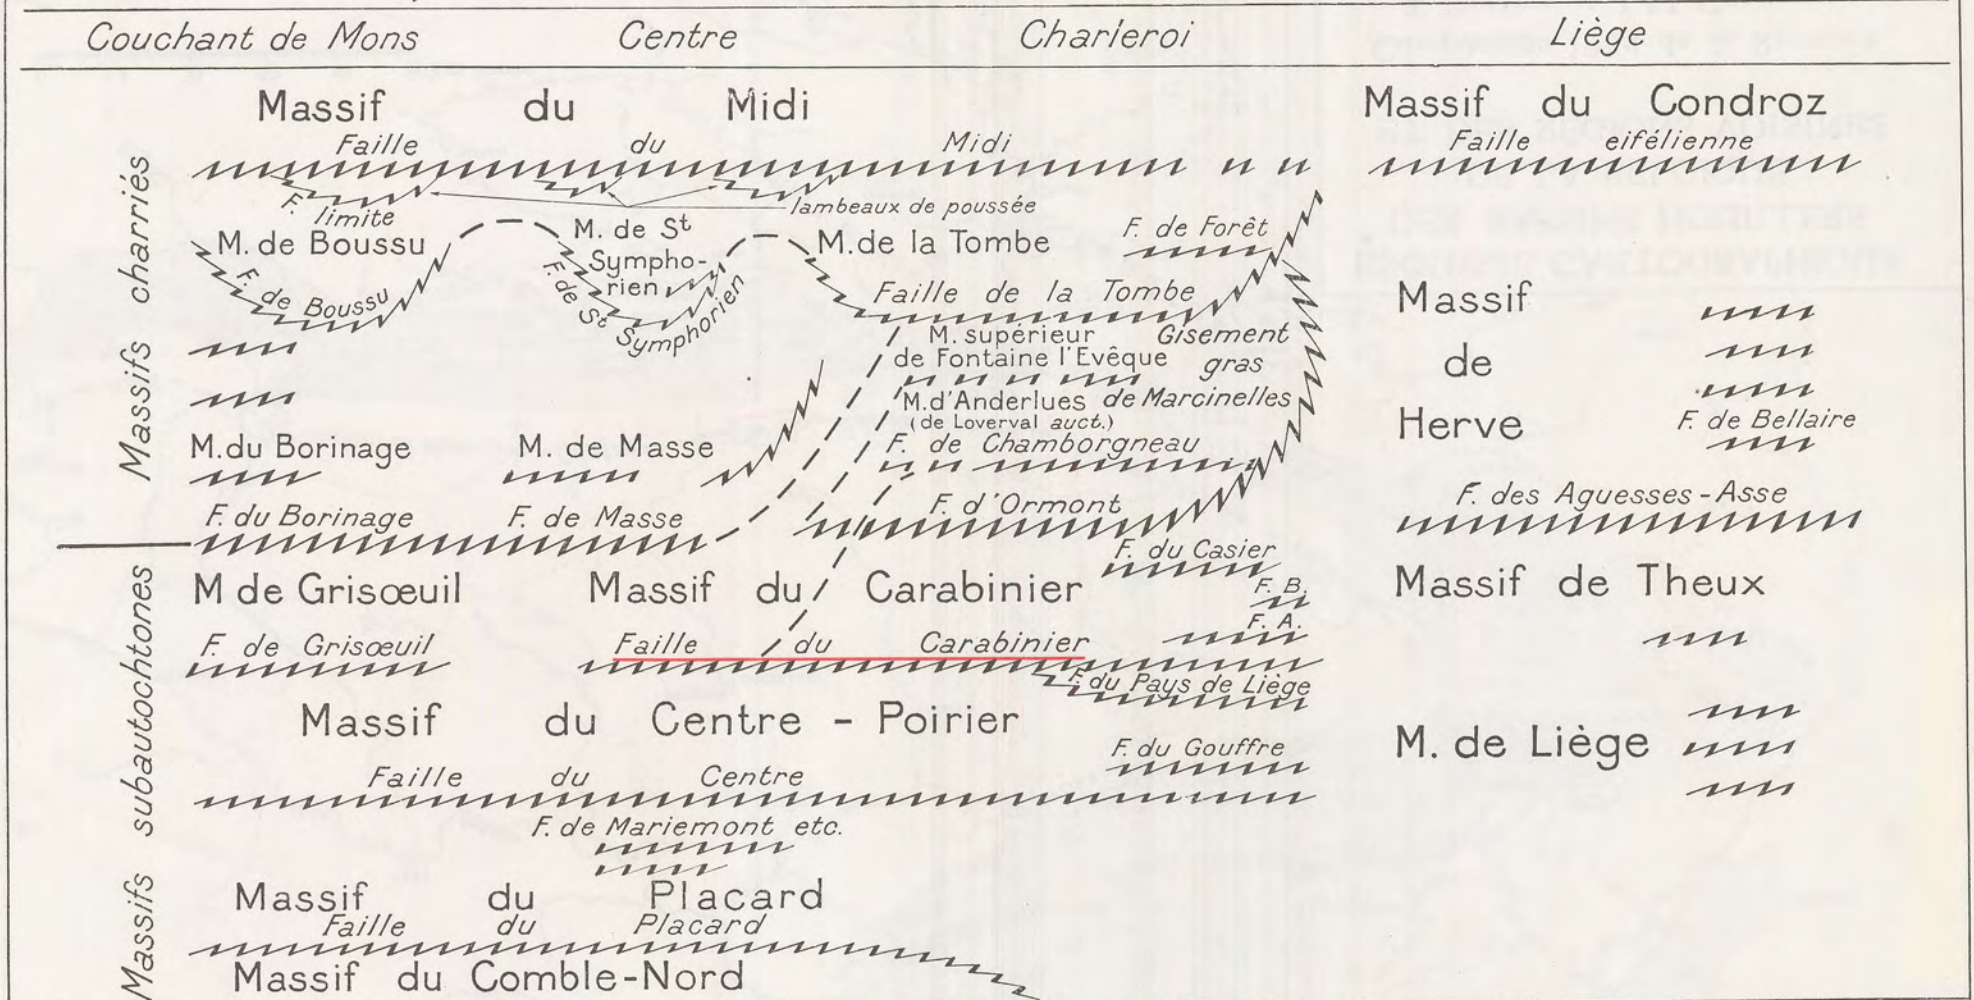 Couchant de Mons Centre Charleroi Liège
Massifs charriés
Massifs subautochtones
Massif du Midi
Faille du Midi
F. limite
lambeaux de poussée
M. de Boussu
F. de Boussu
M. de St
Sympho-
rien
F. de St Symphorien
M. de la Tombe
F. de Forêt
Faille de la Tombe
M. supérieur
de Fontaine l'Evêque
Gisement
gras
M. d'Anderlues de Marcinelles
(de Loverval auct.)
F. de Chamborgneau
M. du Borinage M. de Masse
F. du Borinage F. de Masse
F. d'Ormont
F. du Casier
F. B.
F. A.
M de Grisœuil Massif du Carabinier
F. de Grisœuil Faille du Carabinier
F. du Pays de Liège
Massif du Centre - Poirier
F. du Gouffre
Faille du Centre
F. de Mariemont etc.
Massif du Placard
Faille du Placard
Massif du Comble-Nord
Massif du Condroz
Faille eifélienne
Massif
de
Herve
F. de Bellaire
F. des Aguesses - Asse
Massif de Theux
M. de Liège